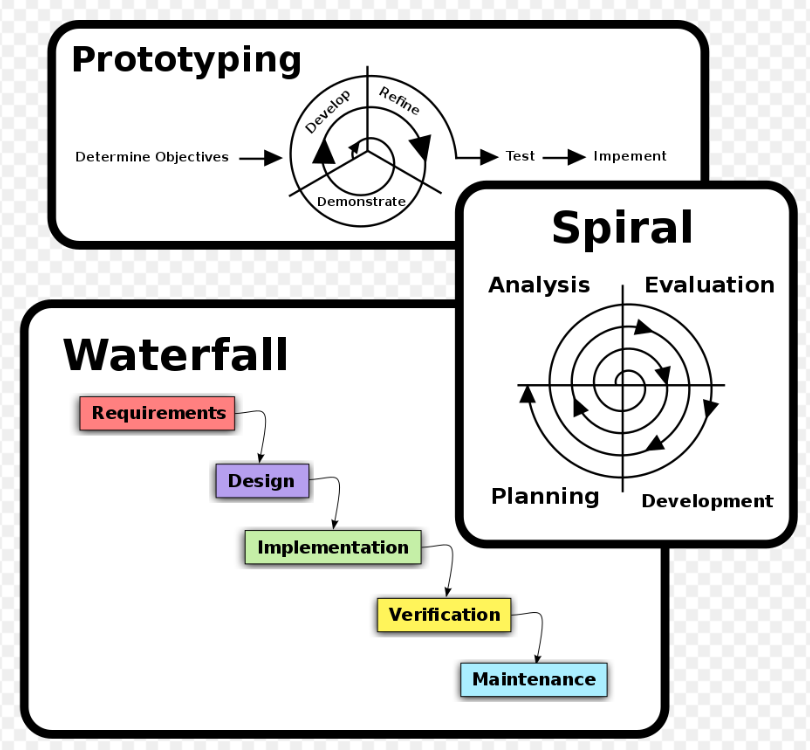 Prototyping
Determine Objectives
Develop
Refine
Demonstrate
Test
Impement
Spiral
Analysis
Evaluation
Planning
Development
Waterfall
Requirements
Design
Implementation
Verification
Maintenance